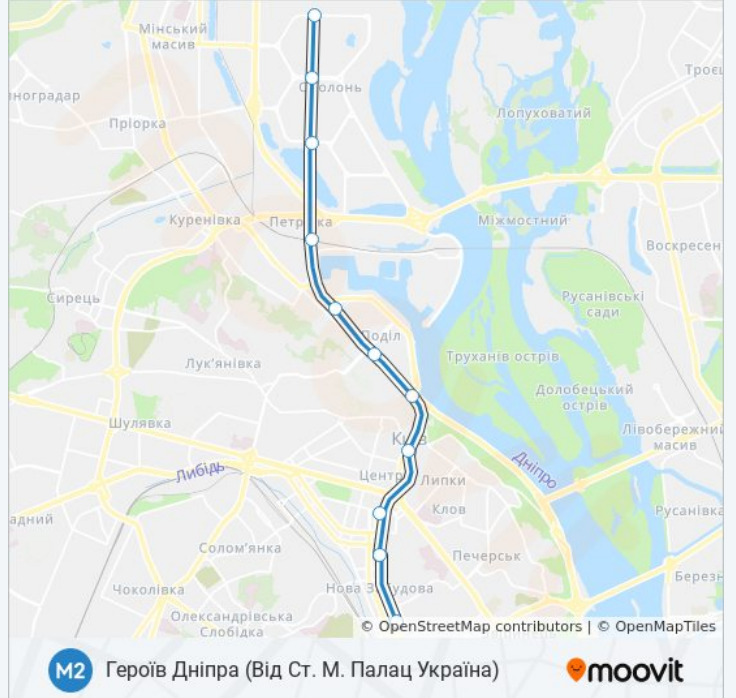 Мінський
масив
Оболонь
Троєщ
ноградар
Пріорка
Лопуховатий
Куренівка
Петрівка
Міжмостний
Воскресен
Русанівські
сади
Сирець
Поділ
Лук'янівка
Труханів острів
Долобецький
острів
Шулявка
Київ
Лівобережний
масив
Либідь
Центр
Липки
Дніпро
Клов
Русанівка
адний
Солом'янка
Печерськ
Чоколівка
Нова Забудова
Березн
Олександрівська
Слобідка
© OpenStreetMap contributors | © OpenMapTiles
M2 Героїв Дніпра (Від Ст. М. Палац Україна)
moovit